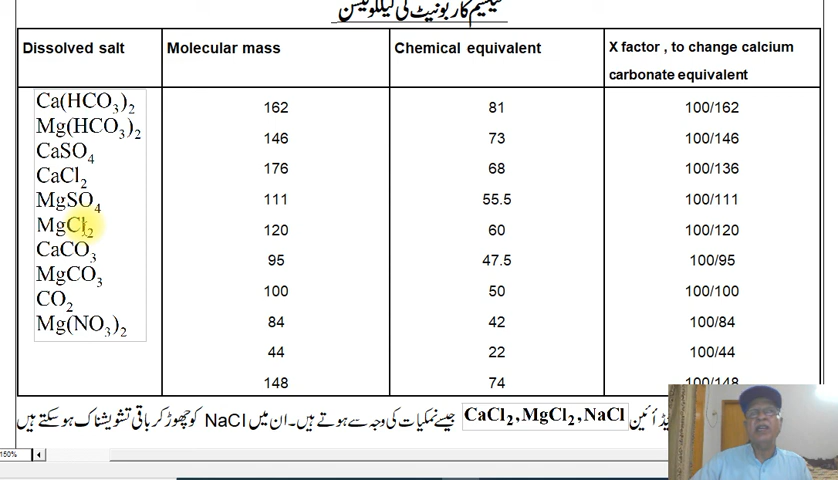 کیلشیم کاربونیٹ کی کیلکولیشن
Dissolved salt	Molecular mass	Chemical equivalent	X factor , to change calcium carbonate equivalent
Ca(HCO₃)₂	162	81	100/162
Mg(HCO₃)₂	146	73	100/146
CaSO₄	176	68	100/136
CaCl₂	111	55.5	100/111
MgSO₄	120	60	100/120
MgCl₂	95	47.5	100/95
CaCO₃	100	50	100/100
MgCO₃	84	42	100/84
CO₂	44	22	100/44
Mg(NO₃)₂	148	74	100/148
أئین CaCl₂,MgCl₂,NaCl جیسے نمکیات کی وجہ سے ہوتے ہیں۔ان میں NaCl کو چھوڑ کر باقی تشویشناک ہو سکتے ہیں
150%